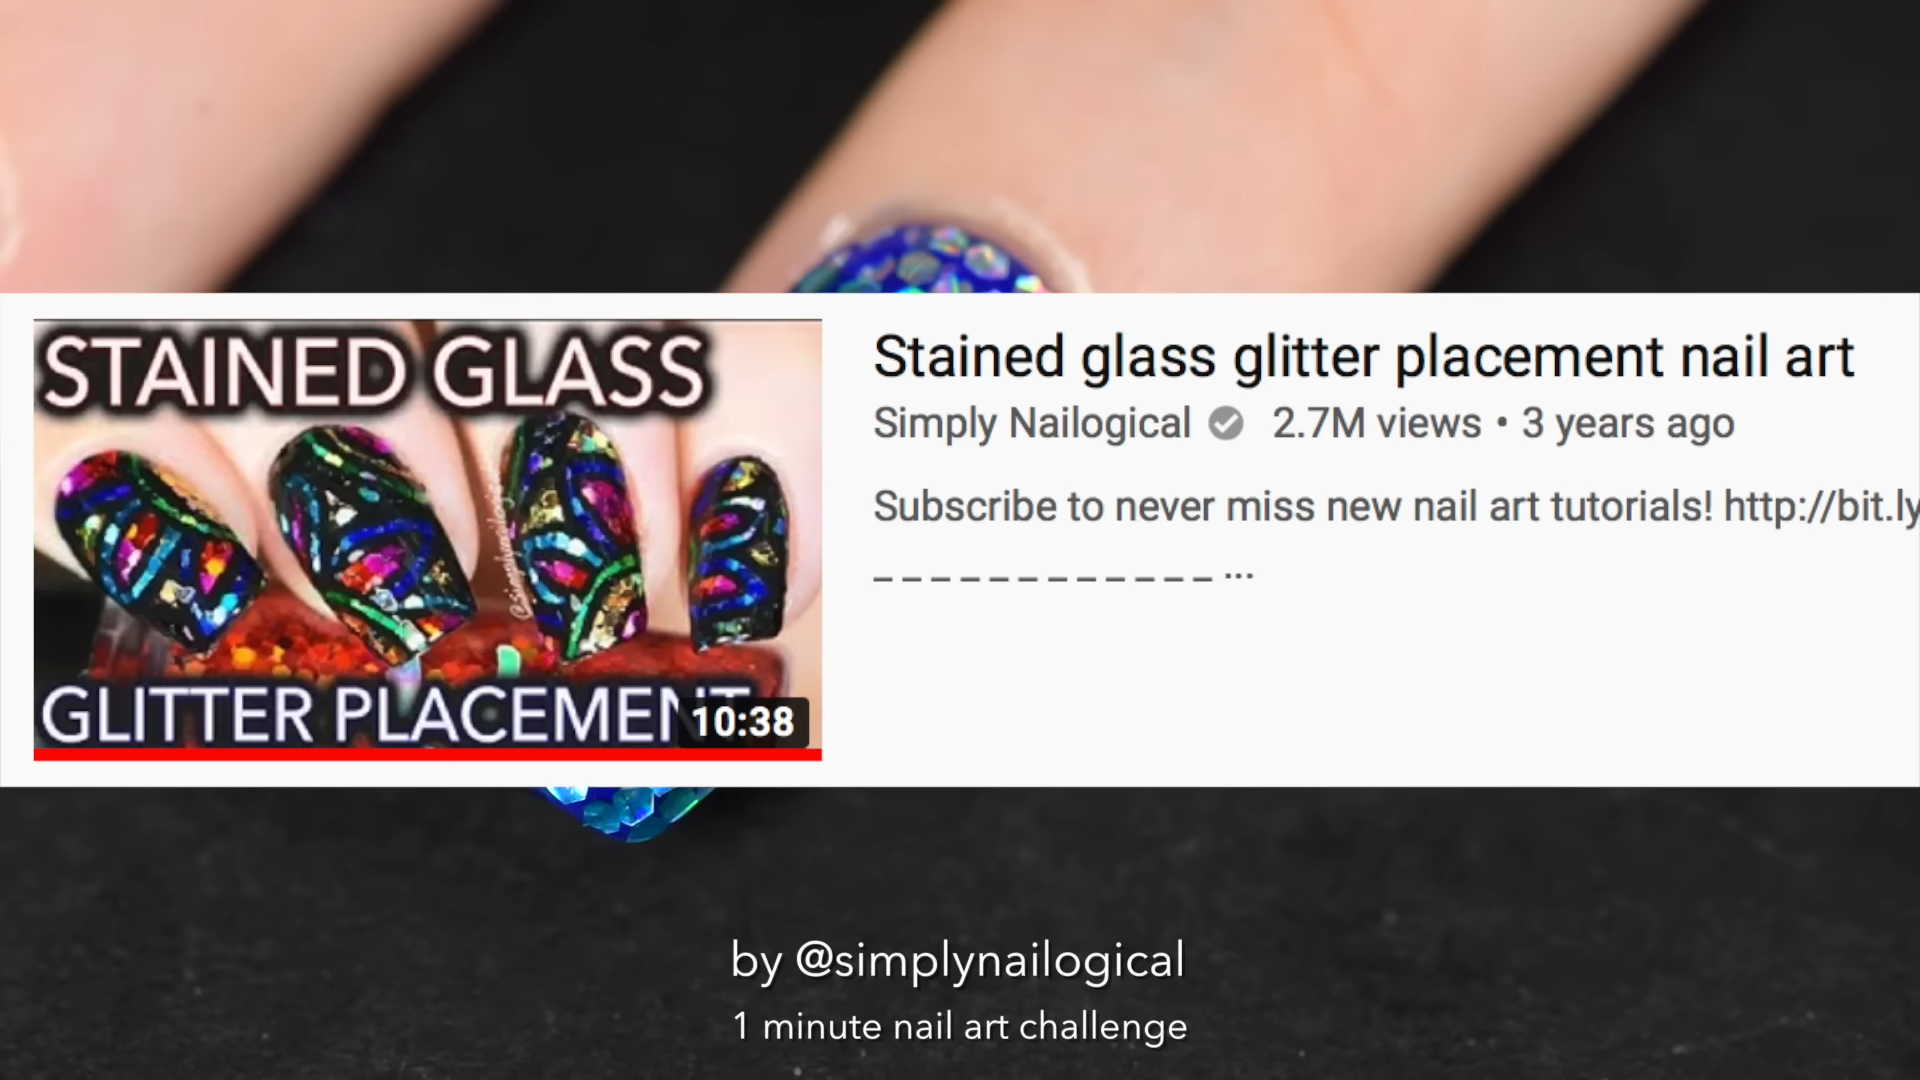 STAINED GLASS
GLITTER PLACEMENT
10:38
Stained glass glitter placement nail art
Simply Nailogical 2.7M views • 3 years ago
Subscribe to never miss new nail art tutorials! http://bit.ly
_ _ _ _ _ _ _ _ _ _ _ _ ...
@simplynailogical
by @simplynailogical
1 minute nail art challenge